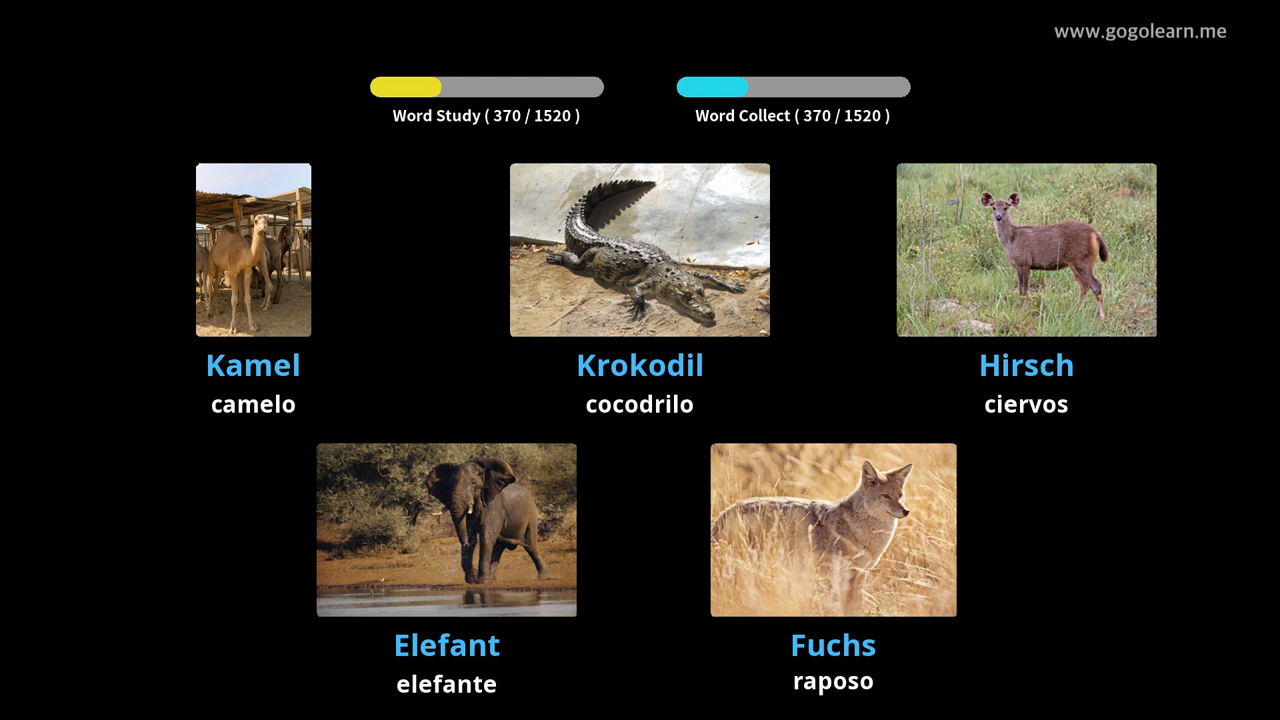 www.gogolearn.me
Word Study ( 370 / 1520 )
Word Collect ( 370 / 1520 )
Kamel
camelo
Krokodil
cocodrilo
Hirsch
ciervos
Elefant
elefante
Fuchs
raposo